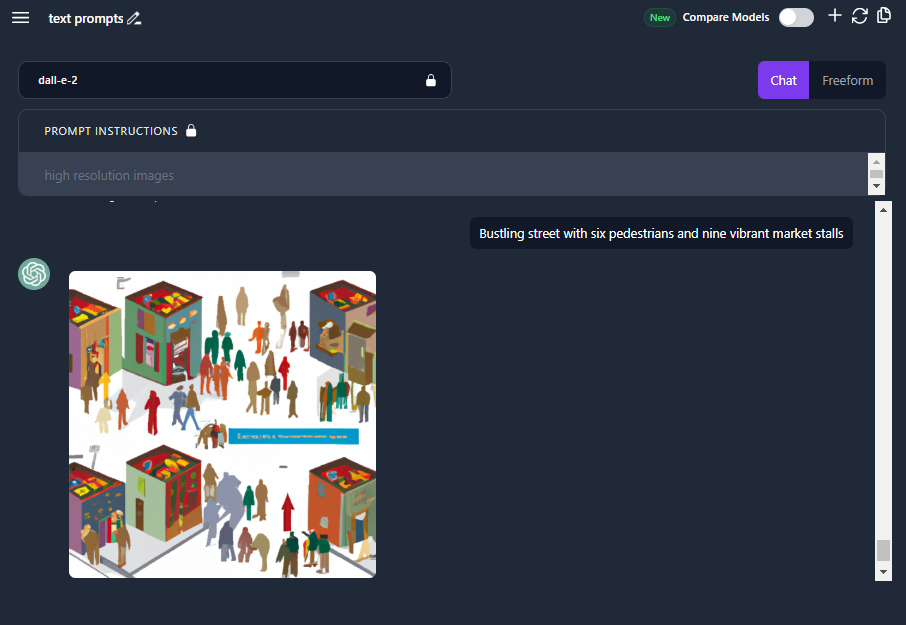 text prompts
New
Compare Models
dall-e-2
Chat
Freeform
PROMPT INSTRUCTIONS
high resolution images
Bustling street with six pedestrians and nine vibrant market stalls